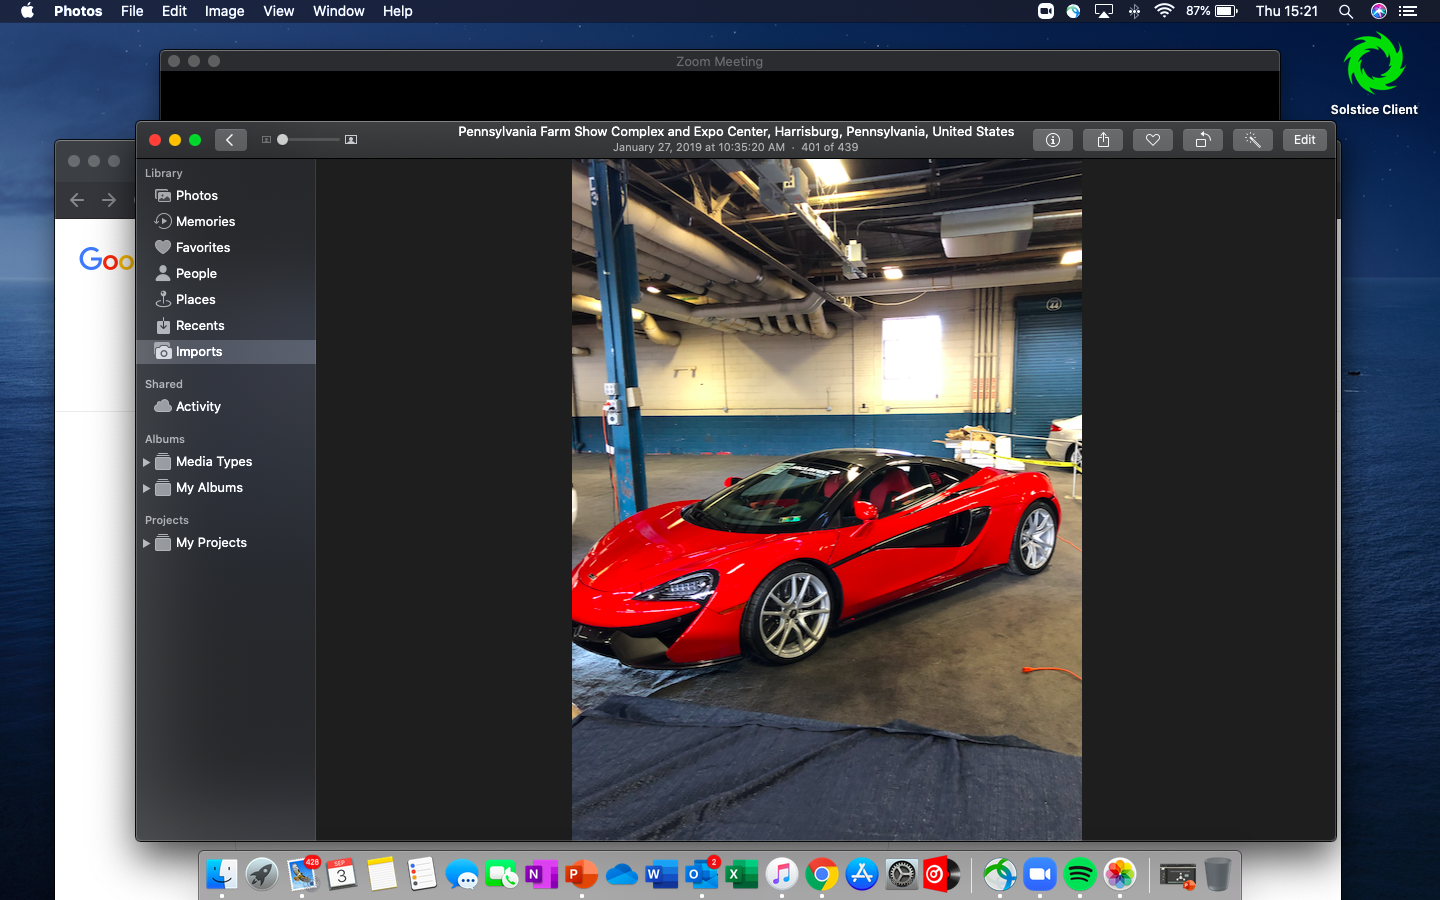 Photos File Edit Image View Window Help 87% Thu 15:21
Zoom Meeting
Solstice Client
Pennsylvania Farm Show Complex and Expo Center, Harrisburg, Pennsylvania, United States
January 27, 2019 at 10:35:20 AM · 401 of 439
Edit
Goo
Library
Photos
Memories
Favorites
People
Places
Recents
Imports
Shared
Activity
Albums
Media Types
My Albums
Projects
My Projects
44
428
SEP
3
N
P
W
O
2
X